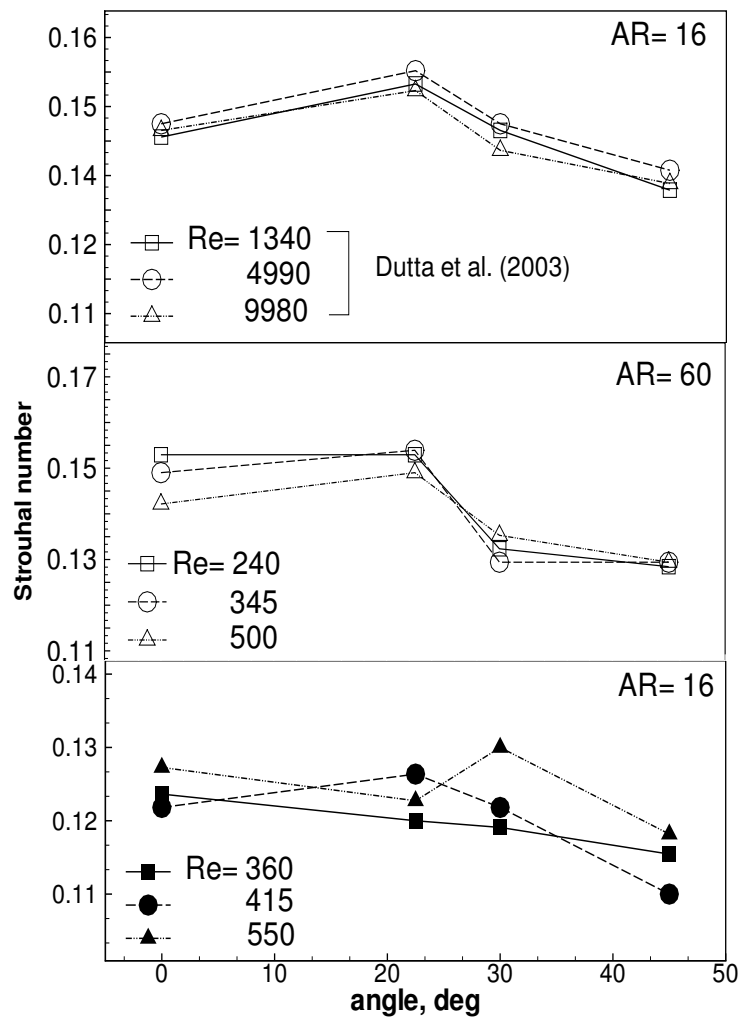 AR= 16
0.16
0.15
0.14
0.12
0.11
Re= 1340
4990
9980
Dutta et al. (2003)
AR= 60
0.17
0.15
0.13
0.11
Re= 240
345
500
Strouhal number
AR= 16
0.14
0.13
0.12
0.11
Re= 360
415
550
0 10 20 30 40 50
angle, deg